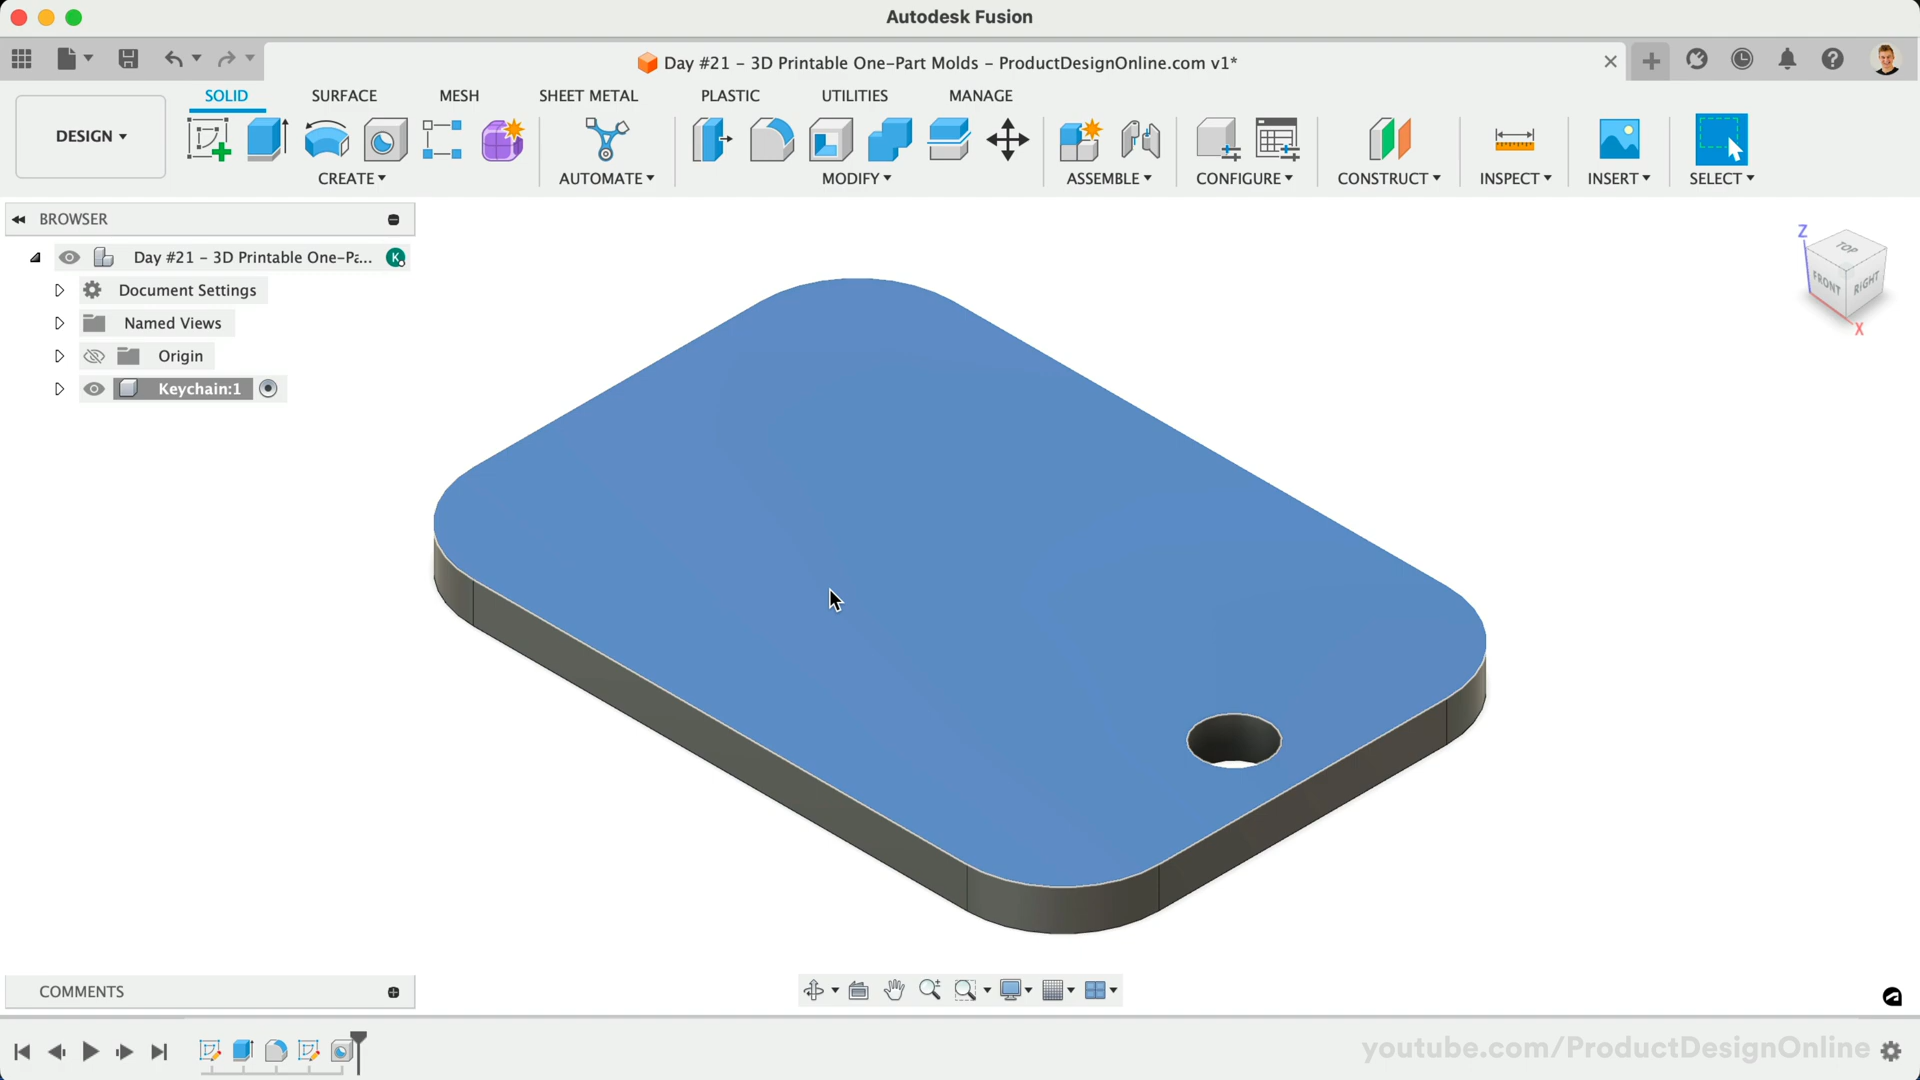 Autodesk Fusion
Day #21 – 3D Printable One-Part Molds – ProductDesignOnline.com v1*
SOLID SURFACE MESH SHEET METAL PLASTIC UTILITIES MANAGE
DESIGN
CREATE AUTOMATE MODIFY ASSEMBLE CONFIGURE CONSTRUCT INSPECT INSERT SELECT
BROWSER
Day #21 – 3D Printable One-Pa... K
Document Settings
Named Views
Origin
Keychain:1
Z
TOP
FRONT RIGHT
X
COMMENTS
youtube.com/ProductDesignOnline